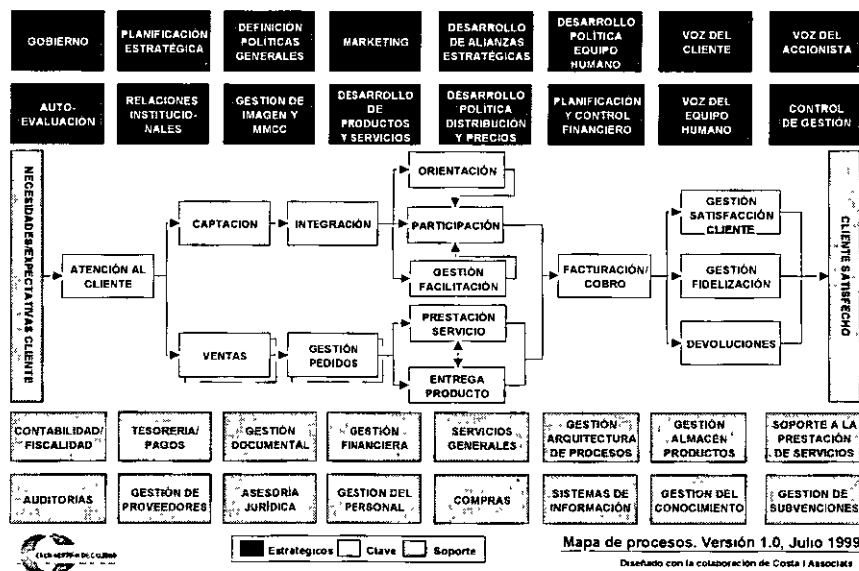 GOBIERNO
PLANIFICACIÓN
ESTRATÉGICA
DEFINICIÓN
POLÍTICAS
GENERALES
MARKETING
DESARROLLO
DE ALIANZAS
ESTRATÉGICAS
DESARROLLO
POLÍTICA
EQUIPO
HUMANO
VOZ DEL
CLIENTE
VOZ DEL
ACCIONISTA
AUTO-
EVALUACIÓN
RELACIONES
INSTITUCIO-
NALES
GESTION DE
IMAGEN Y
MMCC
DESARROLLO
DE
PRODUCTOS
Y SERVICIOS
DESARROLLO
POLÍTICA
DISTRIBUCIÓN
Y PRECIOS
PLANIFICACIÓN
Y CONTROL
FINANCIERO
VOZ DEL
EQUIPO
HUMANO
CONTROL
DE GESTIÓN
NECESIDADES/EXPECTATIVAS CLIENTE
ATENCIÓN AL
CLIENTE
CAPTACION
INTEGRACIÓN
ORIENTACIÓN
PARTICIPACIÓN
GESTIÓN
FACILITACIÓN
VENTAS
GESTIÓN
PEDIDOS
PRESTACIÓN
SERVICIO
ENTREGA
PRODUCTO
FACTURACIÓN/
COBRO
GESTIÓN
SATISFACCIÓN
CLIENTE
GESTIÓN
FIDELIZACIÓN
DEVOLUCIONES
CLIENTE SATISFECHO
CONTABILIDAD/
FISCALIDAD
TESORERIA/
PAGOS
GESTIÓN
DOCUMENTAL
GESTIÓN
FINANCIERA
SERVICIOS
GENERALES
GESTIÓN
ARQUITECTURA
DE PROCESOS
GESTIÓN
ALMACÉN
PRODUCTOS
SOPORTE A LA
PRESTACIÓN
DE SERVICIOS
AUDITORIAS
GESTIÓN DE
PROVEEDORES
ASESORÍA
JURÍDICA
GESTIÓN DEL
PERSONAL
COMPRAS
SISTEMAS DE
INFORMACIÓN
GESTIÓN DEL
CONOCIMIENTO
GESTIÓN DE
SUBVENCIONES
Estratégicos Clave Soporte
Mapa de procesos. Versión 1.0, Julio 1999
Diseñado con la colaboración de Costa i Associats